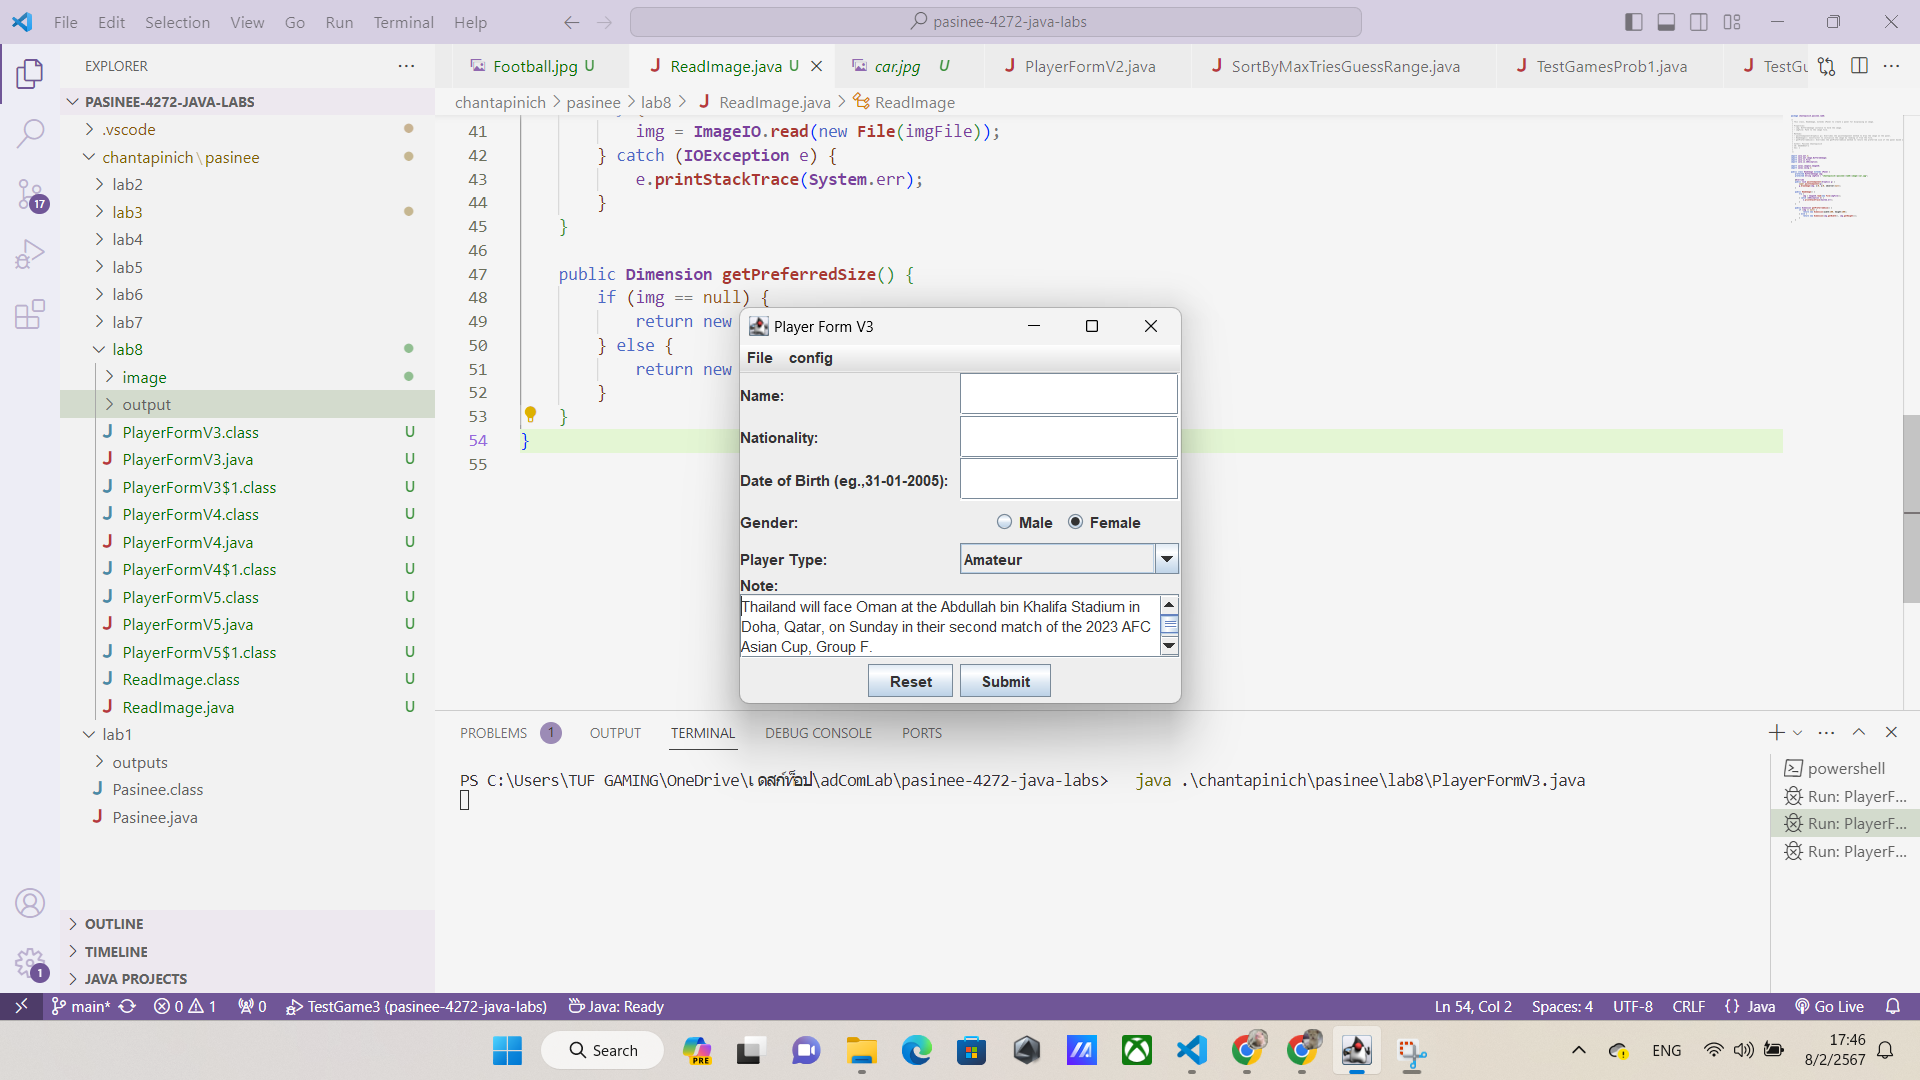 File Edit Selection View Go Run Terminal Help
pasinee-4272-java-labs
EXPLORER
PASINEE-4272-JAVA-LABS
.vscode
chantapinich\pasinee
lab2
lab3
lab4
lab5
lab6
lab7
lab8
image
output
PlayerFormV3.class U
PlayerFormV3.java U
PlayerFormV3$1.class U
PlayerFormV4.class U
PlayerFormV4.java U
PlayerFormV4$1.class U
PlayerFormV5.class U
PlayerFormV5.java U
PlayerFormV5$1.class U
ReadImage.class U
ReadImage.java U
lab1
outputs
Pasinee.class
Pasinee.java
OUTLINE
TIMELINE
JAVA PROJECTS
17
1
Football.jpg U
ReadImage.java U
car.jpg U
PlayerFormV2.java
SortByMaxTriesGuessRange.java
TestGamesProb1.java
chantapinich > pasinee > lab8 > ReadImage.java > ReadImage
41 img = ImageIO.read(new File(imgFile));
42 } catch (IOException e) {
43 e.printStackTrace(System.err);
44 }
45 }
46
47 public Dimension getPreferredSize() {
48 if (img == null) {
49 return new
50 } else {
51 return new
52 }
53 }
54 }
55
Player Form V3
File config
Name:
Nationality:
Date of Birth (eg.,31-01-2005):
Gender: Male Female
Player Type: Amateur
Note:
Thailand will face Oman at the Abdullah bin Khalifa Stadium in
Doha, Qatar, on Sunday in their second match of the 2023 AFC
Asian Cup, Group F.
Reset Submit
PROBLEMS 1 OUTPUT TERMINAL DEBUG CONSOLE PORTS
PS C:\Users\TUF GAMING\OneDrive\เดสก์ท็อป\adComLab\pasinee-4272-java-labs> java .\chantapinich\pasinee\lab8\PlayerFormV3.java
powershell
Run: PlayerF...
Run: PlayerF...
Run: PlayerF...
main* 0 1 0 TestGame3 (pasinee-4272-java-labs) Java: Ready
Ln 54, Col 2 Spaces: 4 UTF-8 CRLF {} Java Go Live
Search
PRE
ENG
17:46
8/2/2567